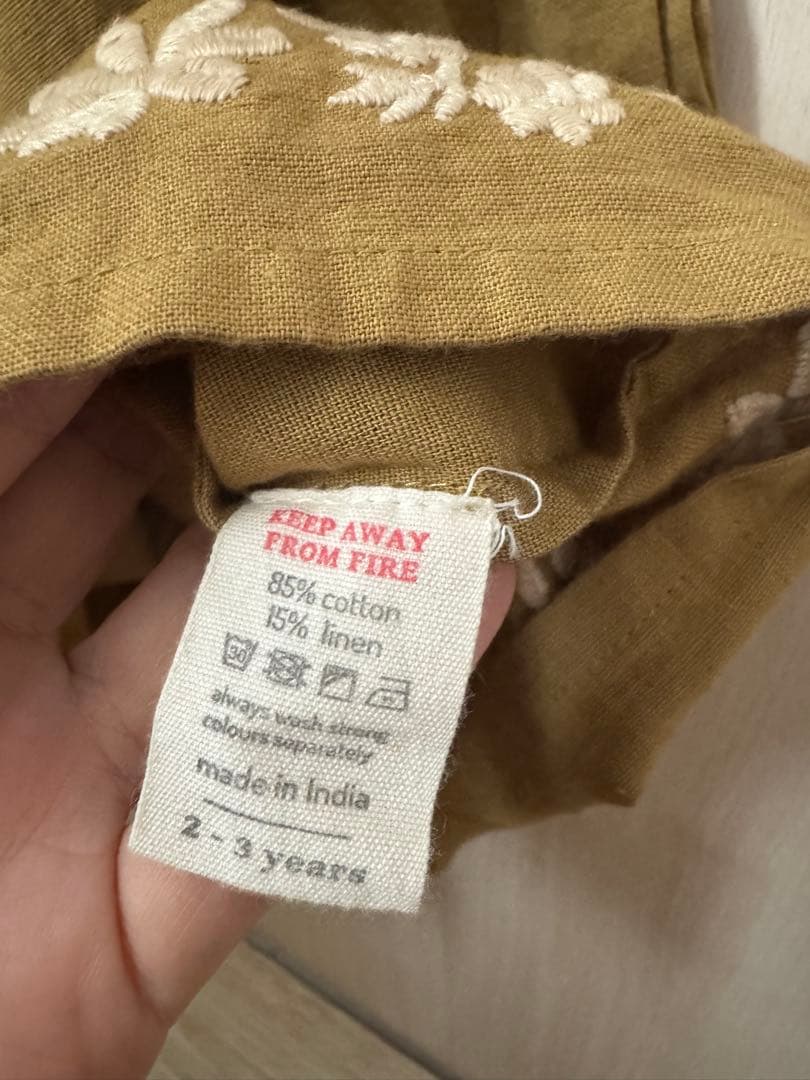 KEEP AWAY
FROM FIRE
85% cotton
15% linen
30
always wash strong
colours separately
made in India
2 - 3 years